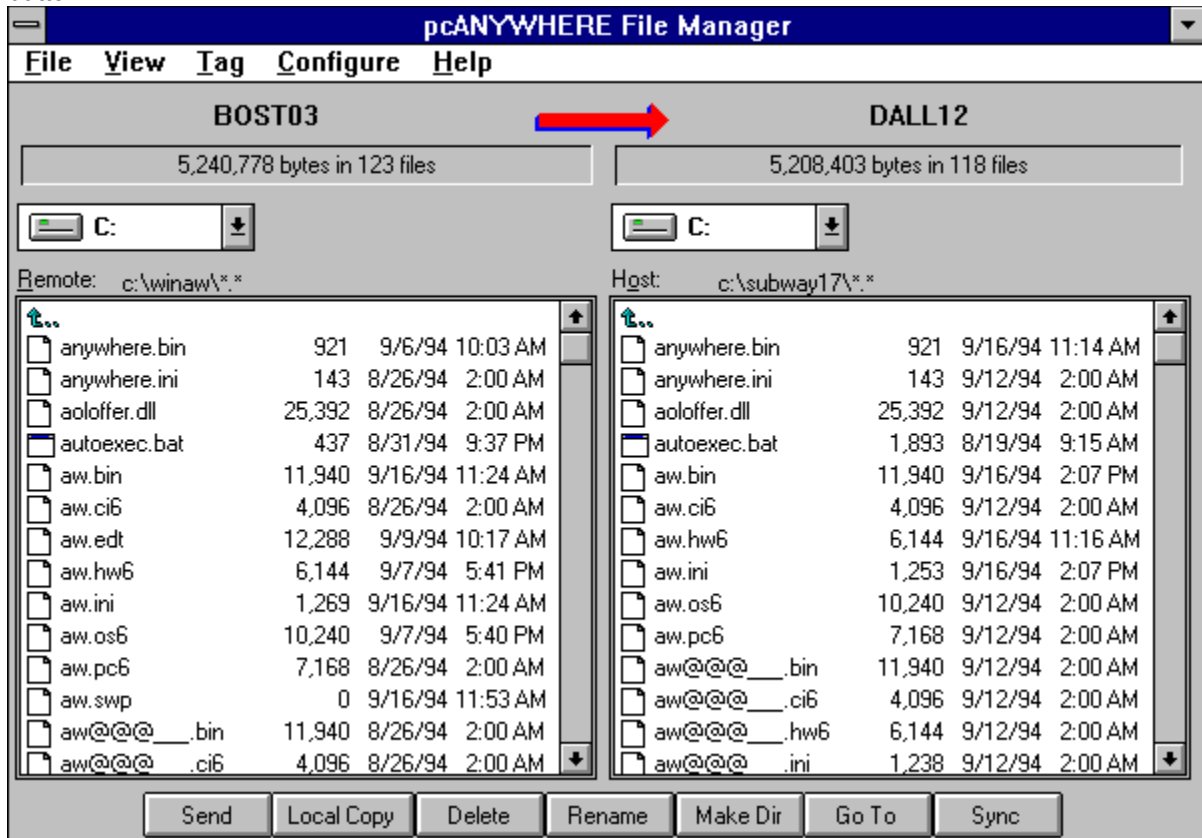 pcANYWHERE File Manager
File View Tag Configure Help
BOST03 DALL12
5,240,778 bytes in 123 files 5,208,403 bytes in 118 files
C: C:
Remote: c:\winaw\*.* Host: c:\subway17\*.*
.. ..
anywhere.bin 921 9/6/94 10:03 AM anywhere.bin 921 9/16/94 11:14 AM
anywhere.ini 143 8/26/94 2:00 AM anywhere.ini 143 9/12/94 2:00 AM
aoloffer.dll 25,392 8/26/94 2:00 AM aoloffer.dll 25,392 9/12/94 2:00 AM
autoexec.bat 437 8/31/94 9:37 PM autoexec.bat 1,893 8/19/94 9:15 AM
aw.bin 11,940 9/16/94 11:24 AM aw.bin 11,940 9/16/94 2:07 PM
aw.ci6 4,096 8/26/94 2:00 AM aw.ci6 4,096 9/12/94 2:00 AM
aw.edt 12,288 9/9/94 10:17 AM aw.hw6 6,144 9/16/94 11:16 AM
aw.hw6 6,144 9/7/94 5:41 PM aw.ini 1,253 9/16/94 2:07 PM
aw.ini 1,269 9/16/94 11:24 AM aw.os6 10,240 9/12/94 2:00 AM
aw.os6 10,240 9/7/94 5:40 PM aw.pc6 7,168 9/12/94 2:00 AM
aw.pc6 7,168 8/26/94 2:00 AM aw@@@___.bin 11,940 9/12/94 2:00 AM
aw.swp 0 9/16/94 11:53 AM aw@@@___.ci6 4,096 9/12/94 2:00 AM
aw@@@___.bin 11,940 8/26/94 2:00 AM aw@@@___.hw6 6,144 9/12/94 2:00 AM
aw@@@___.ci6 4,096 8/26/94 2:00 AM aw@@@___.ini 1,238 9/12/94 2:00 AM
Send Local Copy Delete Rename Make Dir Go To Sync